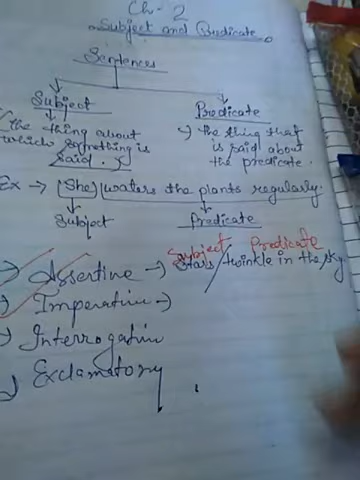 Ch - 2
Subject and Predicate
Sentences
Subject
Predicate
(the thing about
which something is
said.)
→ the thing that
is said about
the predicate.
Ex → (She) waters the plants regularly.
Subject
Predicate
Subject / Predicate
→ Assertive → Stars / twinkle in the sky.
→ Imperative →
→ Interrogative
→ Exclamatory